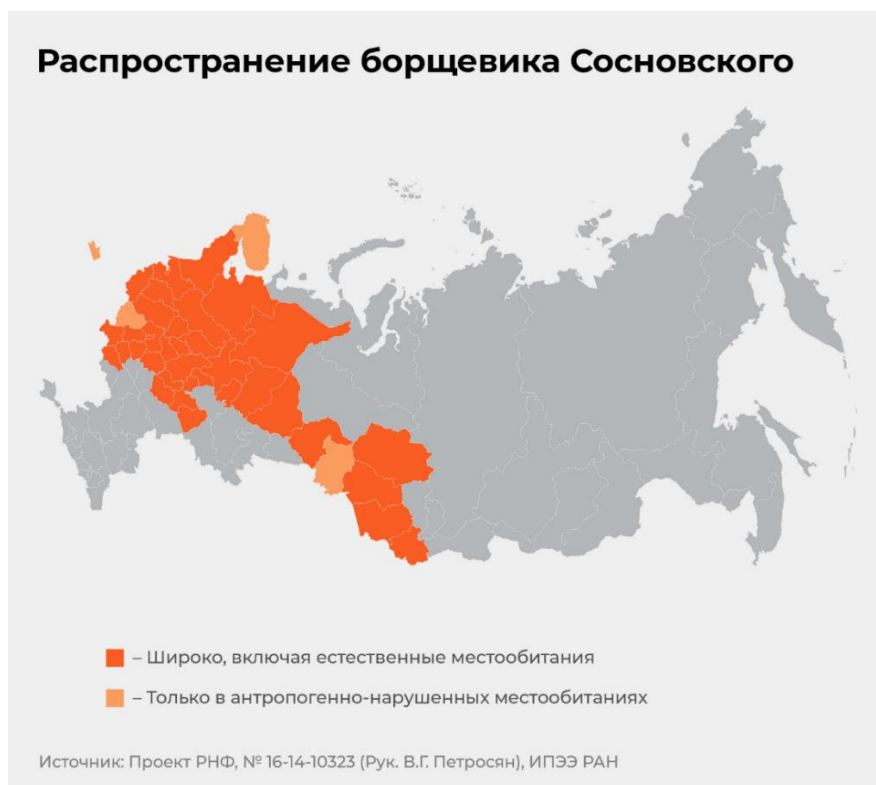 Распространение борщевика Сосновского
– Широко, включая естественные местообитания
– Только в антропогенно-нарушенных местообитаниях
Источник: Проект РНФ, № 16-14-10323 (Рук. В.Г. Петросян), ИПЭЭ РАН